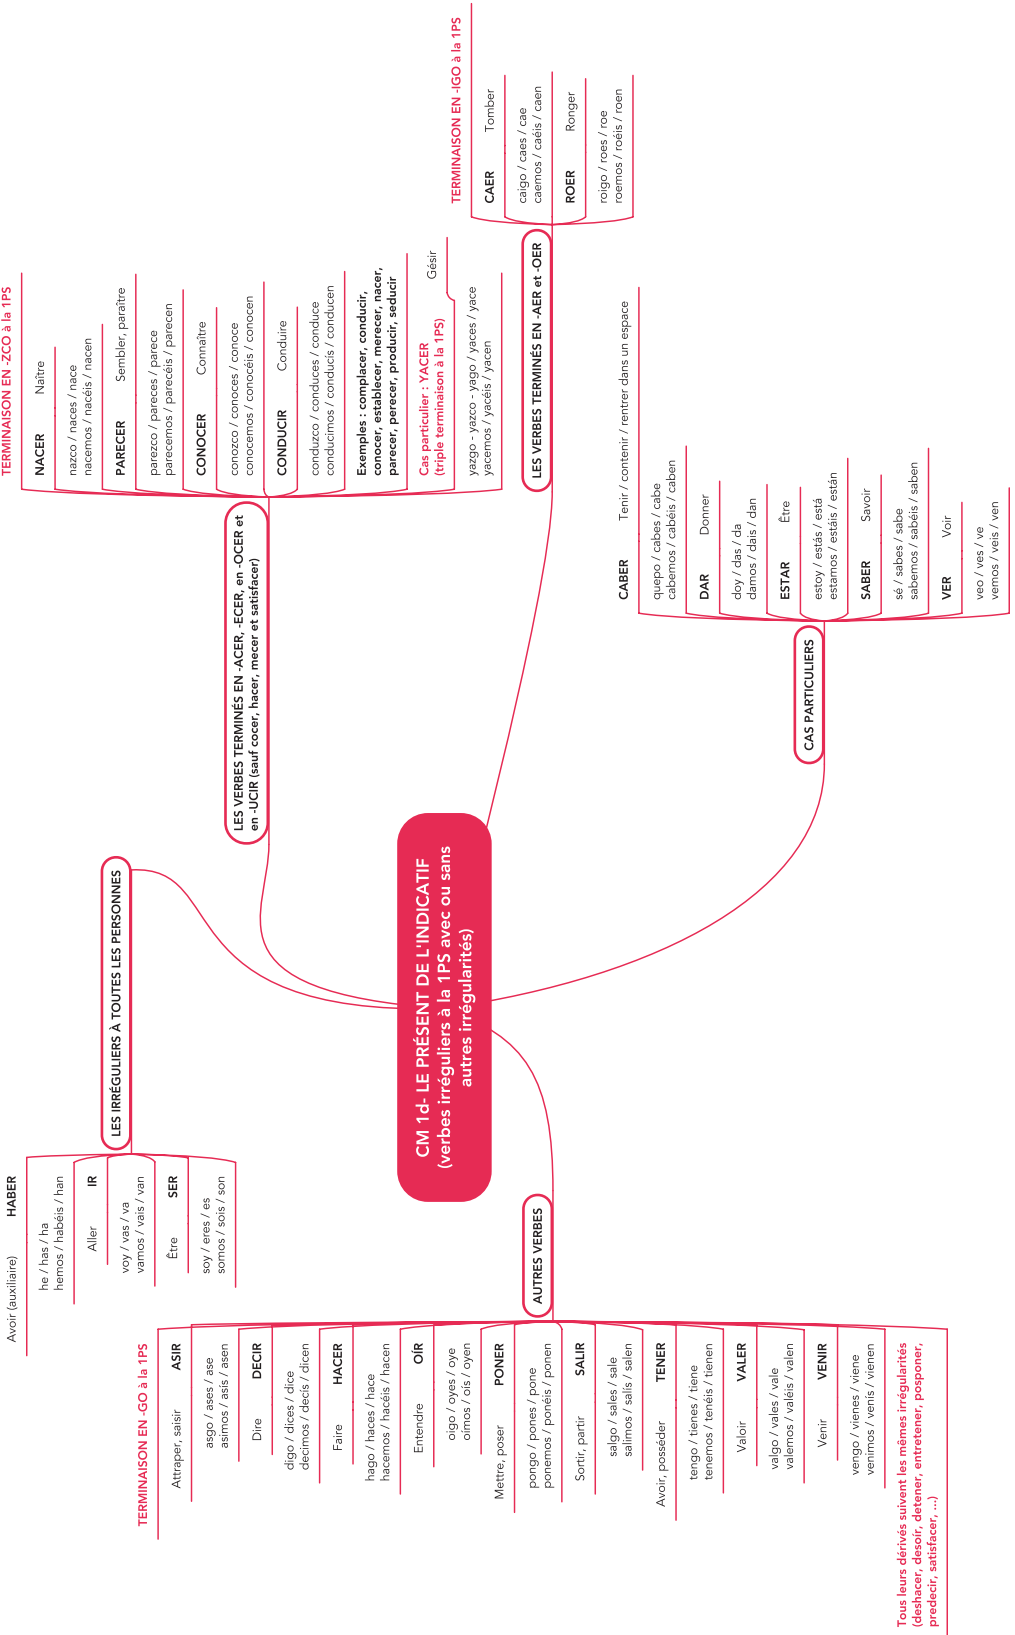 CM 1d- LE PRÉSENT DE L'INDICATIF
(verbes irréguliers à la 1PS avec ou sans
autres irrégularités)
LES IRRÉGULIERS À TOUTES LES PERSONNES
Avoir (auxiliaire) HABER
he / has / ha
hemos / habéis / han
Aller IR
voy / vas / va
vamos / vais / van
Être SER
soy / eres / es
somos / sois / son
AUTRES VERBES
TERMINAISON EN -GO à la 1PS
Attraper, saisir ASIR
asgo / ases / ase
asimos / asís / asen
Dire DECIR
digo / dices / dice
decimos / decís / dicen
Faire HACER
hago / haces / hace
hacemos / hacéis / hacen
Entendre OÍR
oigo / oyes / oye
oímos / oís / oyen
Mettre, poser PONER
pongo / pones / pone
ponemos / ponéis / ponen
Sortir, partir SALIR
salgo / sales / sale
salimos / salís / salen
Avoir, posséder TENER
tengo / tienes / tiene
tenemos / tenéis / tienen
Valoir VALER
valgo / vales / vale
valemos / valéis / valen
Venir VENIR
vengo / vienes / viene
venimos / venís / vienen
Tous leurs dérivés suivent les mêmes irrégularités
(deshacer, desoír, detener, entretener, posponer,
predecir, satisfacer, ...)
LES VERBES TERMINÉS EN -ACER, -ECER, en -OCER et
en -UCIR (sauf cocer, hacer, mecer et satisfacer)
TERMINAISON EN -ZCO à la 1PS
NACER Naître
nazco / naces / nace
nacemos / nacéis / nacen
PARECER Sembler, paraître
parezco / pareces / parece
parecemos / parecéis / parecen
CONOCER Connaître
conozco / conoces / conoce
conocemos / conocéis / conocen
CONDUCIR Conduire
conduzco / conduces / conduce
conducimos / conducís / conducen
Exemples : complacer, conducir,
conocer, establecer, merecer, nacer,
parecer, perecer, producir, seducir
Cas particulier : YACER Gésir
(triple terminaison à la 1PS)
yazgo - yazco - yago / yaces / yace
yacemos / yacéis / yacen
LES VERBES TERMINÉS EN -AER et -OER
TERMINAISON EN -IGO à la 1PS
CAER Tomber
caigo / caes / cae
caemos / caéis / caen
ROER Ronger
roigo / roes / roe
roemos / roéis / roen
CAS PARTICULIERS
CABER Tenir / contenir / rentrer dans un espace
quepo / cabes / cabe
cabemos / cabéis / caben
DAR Donner
doy / das / da
damos / dais / dan
ESTAR Être
estoy / estás / está
estamos / estáis / están
SABER Savoir
sé / sabes / sabe
sabemos / sabéis / saben
VER Voir
veo / ves / ve
vemos / veis / ven